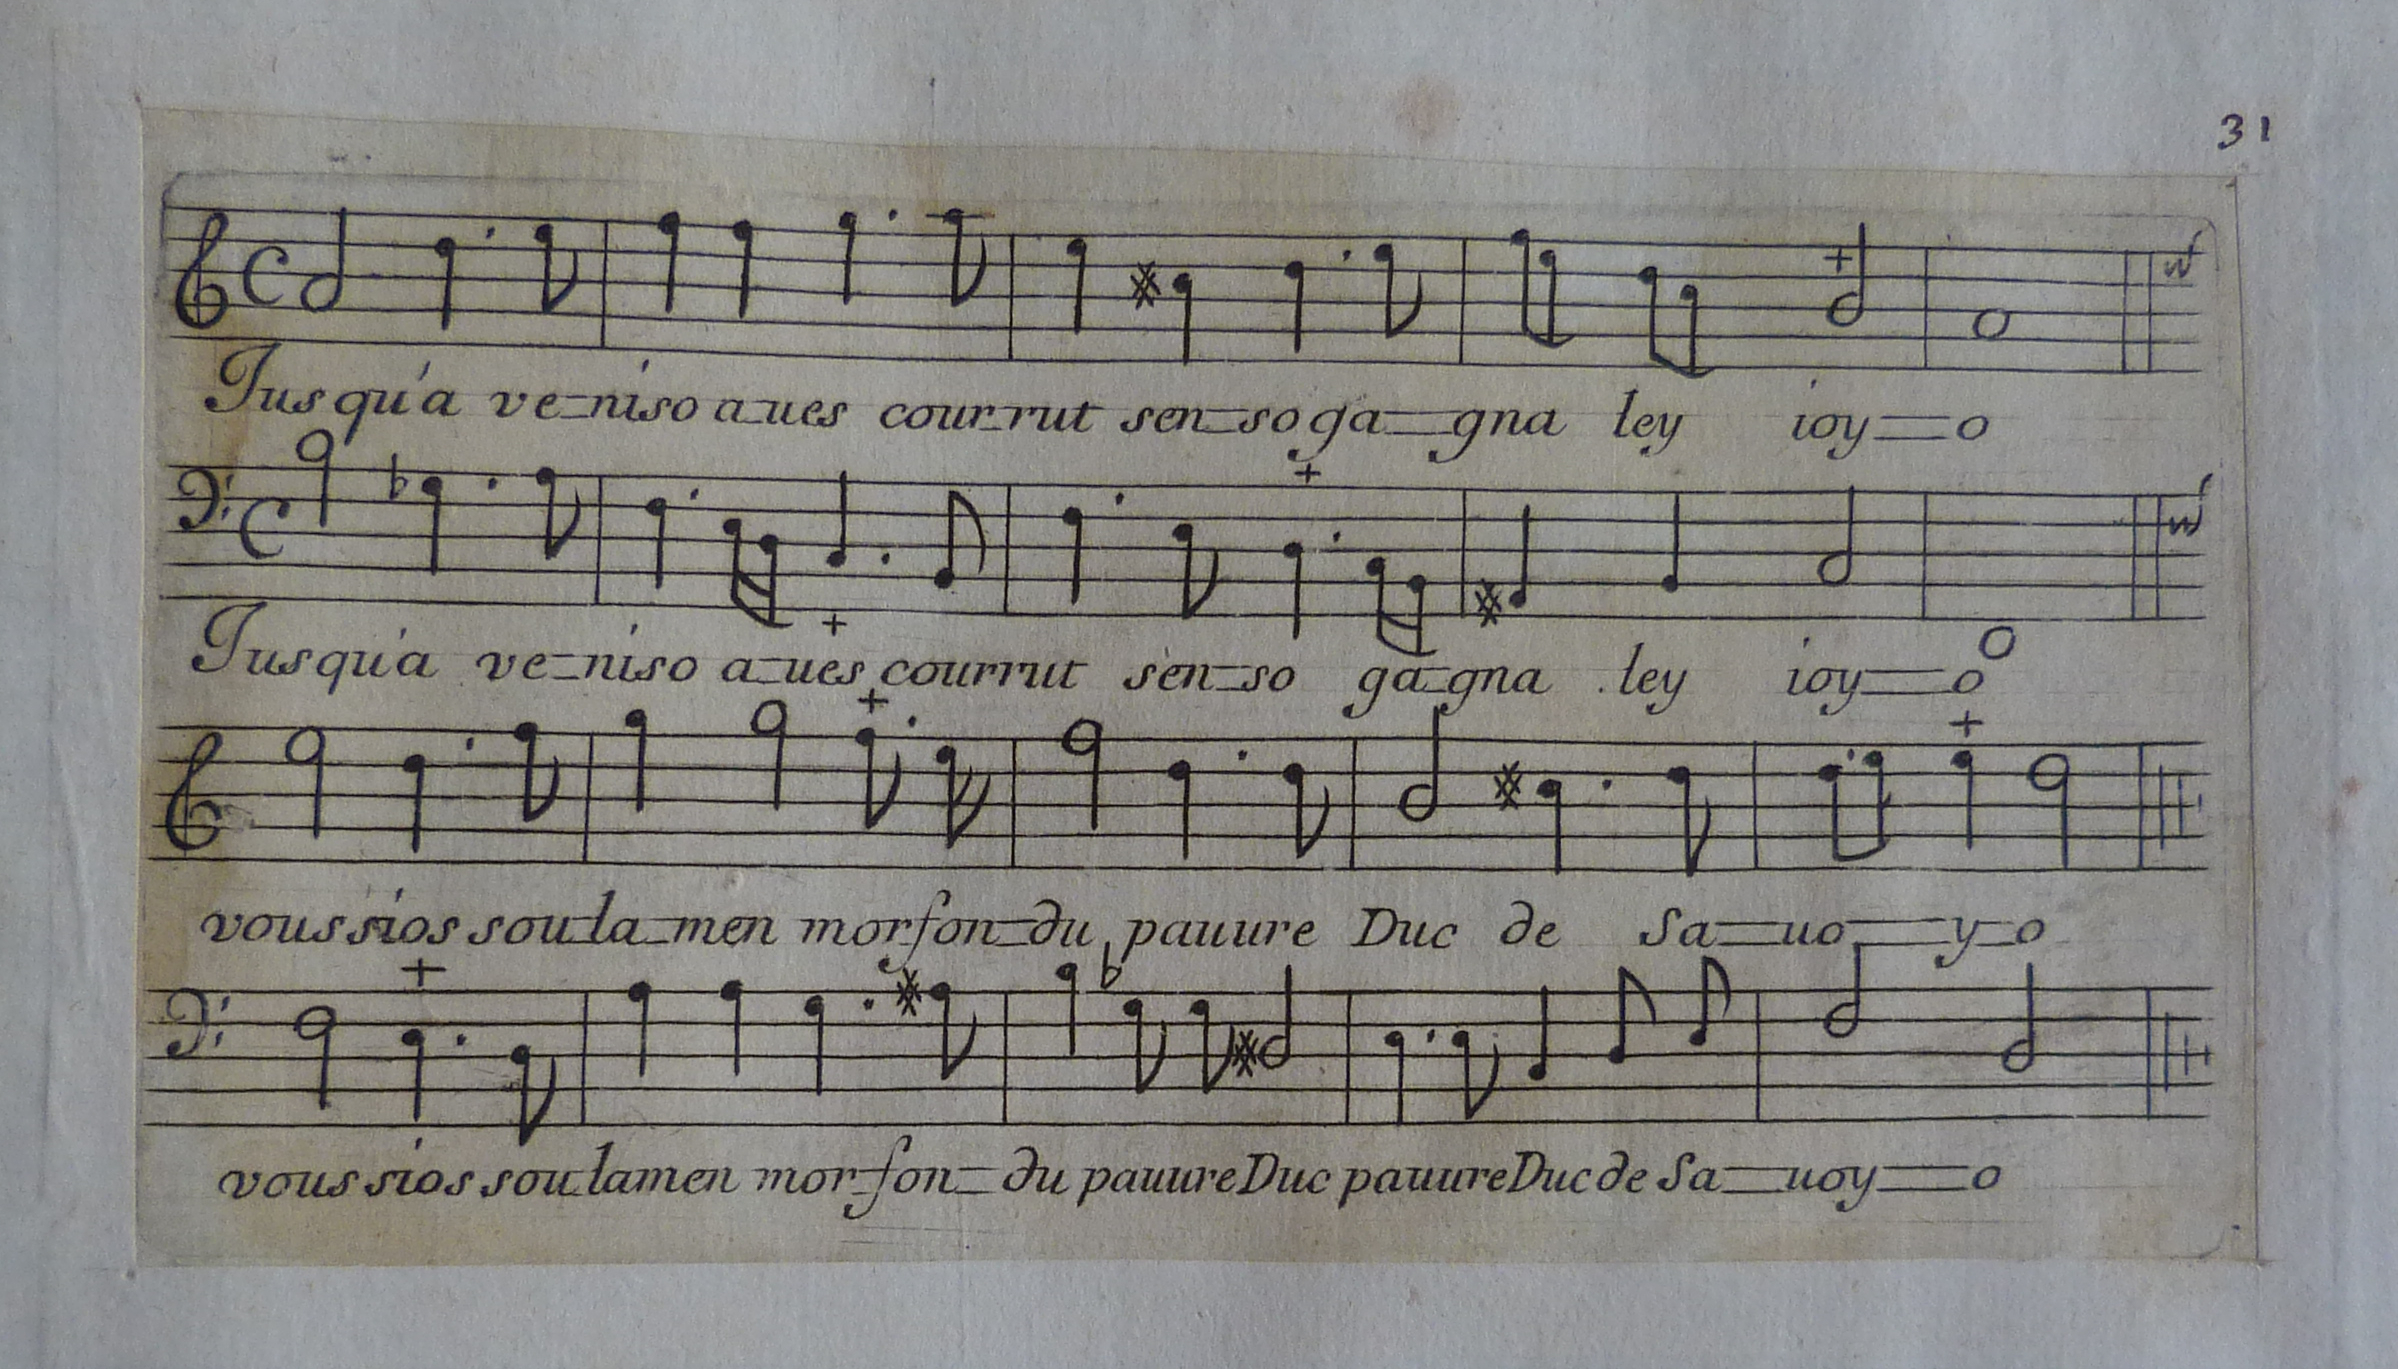 31
Jusqu'a ve=niso a=ues cour=rut sen=so ga=gna ley ioy=o
Jusqu'a ve=niso a=ues courrut sen=so ga=gna ley ioy=o
vous sios sou=la=men morfon=du pauure Duc de Sa=uo=y=o
vous sios sou=lamen mor=fon=du pauure Duc pauure Duc de Sa=uoy=o